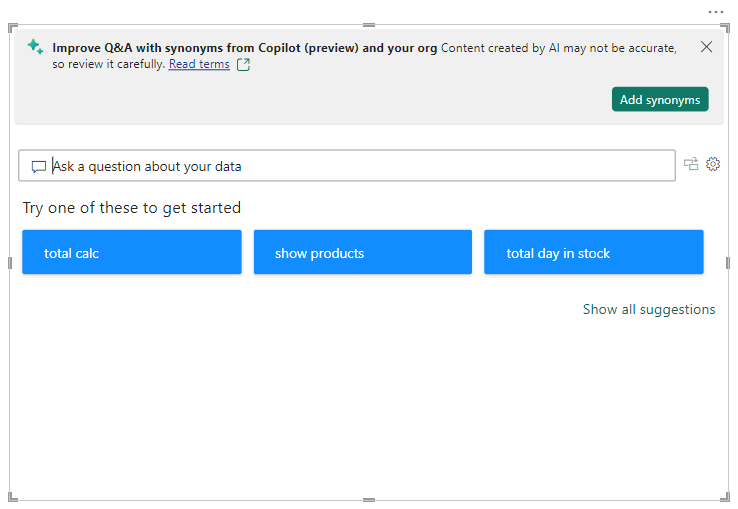 Improve Q&A with synonyms from Copilot (preview) and your org Content created by AI may not be accurate,
so review it carefully. Read terms
Add synonyms
Ask a question about your data
Try one of these to get started
total calc
show products
total day in stock
Show all suggestions